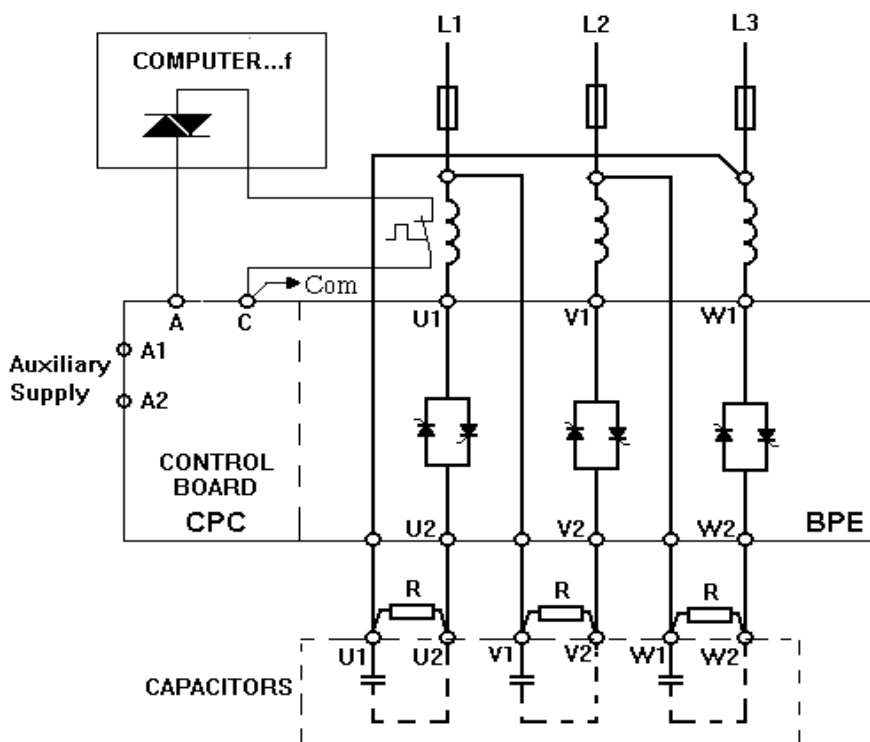 L1 L2 L3
COMPUTER...f
Com
A C U1 V1 W1
A1
Auxiliary
Supply
A2
CONTROL
BOARD
CPC U2 V2 W2 BPE
R R R
U1 U2 V1 V2 W1 W2
CAPACITORS